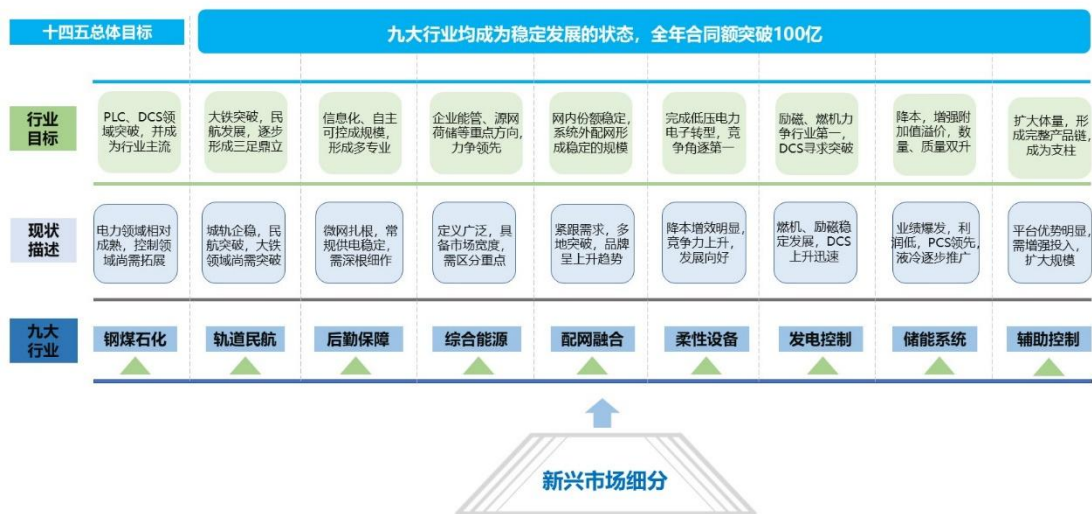 十四五总体目标
九大行业均成为稳定发展的状态，全年合同额突破100亿
行业
目标
PLC、DCS领
域突破，并成
为行业主流
大铁突破，民
航发展，逐步
形成三足鼎立
信息化、自主
可控成规模，
形成多专业
企业能管、源网
荷储等重点方向，
力争领先
网内份额稳定，
系统外配网形
成稳定的规模
完成低压电力
电子转型，竞
争角逐第一
励磁、燃机力
争行业第一，
DCS寻求突破
降本，增强附
加值溢价，数
量、质量双升
扩大体量，形
成完整产品链，
成为支柱
现状
描述
电力领域相对
成熟，控制领
域尚需拓展
城轨企稳，民
航突破，大铁
领域尚需突破
微网扎根，常
规供电稳定，
需深根细作
定义广泛，具
备市场宽度，
需区分重点
紧跟需求，多
地突破，品牌
呈上升趋势
降本增效明显，
竞争力上升，
发展向好
燃机、励磁稳
定发展，DCS
上升迅速
业绩爆发，利
润低，PCS领先，
液冷逐步推广
平台优势明显，
需增强投入，
扩大规模
九大
行业
钢煤石化
轨道民航
后勤保障
综合能源
配网融合
柔性设备
发电控制
储能系统
辅助控制
新兴市场细分